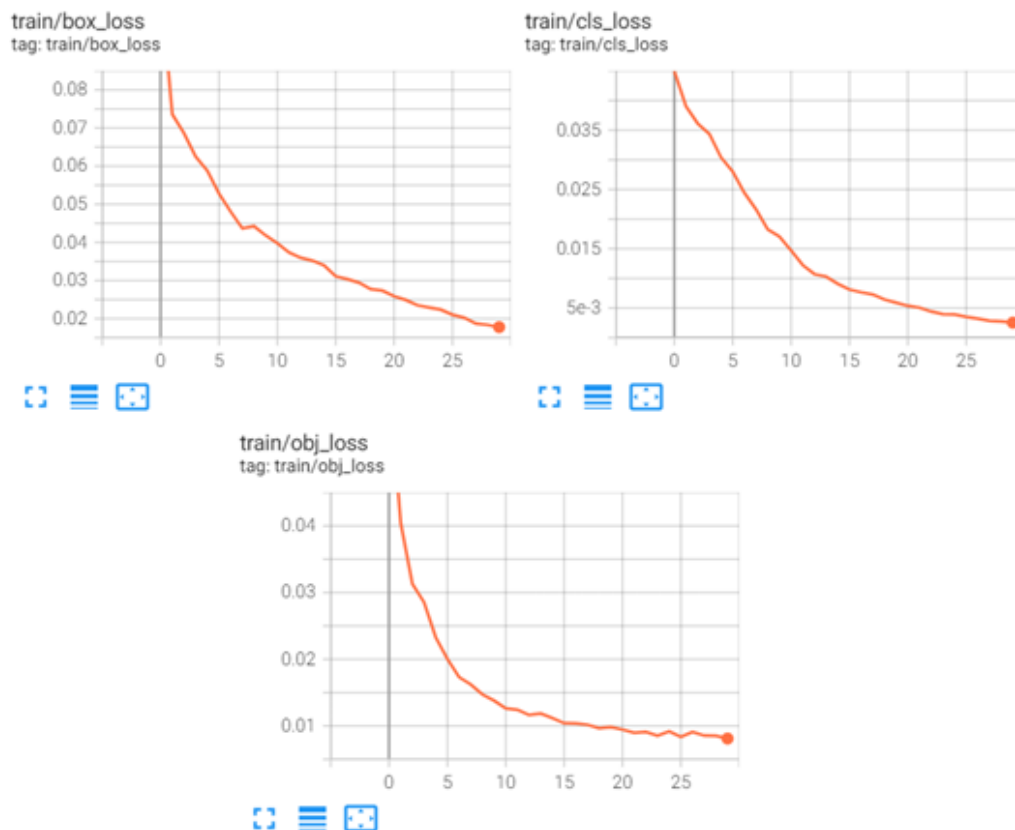 train/box_loss
tag: train/box_loss
0.08
0.07
0.06
0.05
0.04
0.03
0.02
0 5 10 15 20 25
train/cls_loss
tag: train/cls_loss
0.035
0.025
0.015
5e-3
0 5 10 15 20 25
train/obj_loss
tag: train/obj_loss
0.04
0.03
0.02
0.01
0 5 10 15 20 25